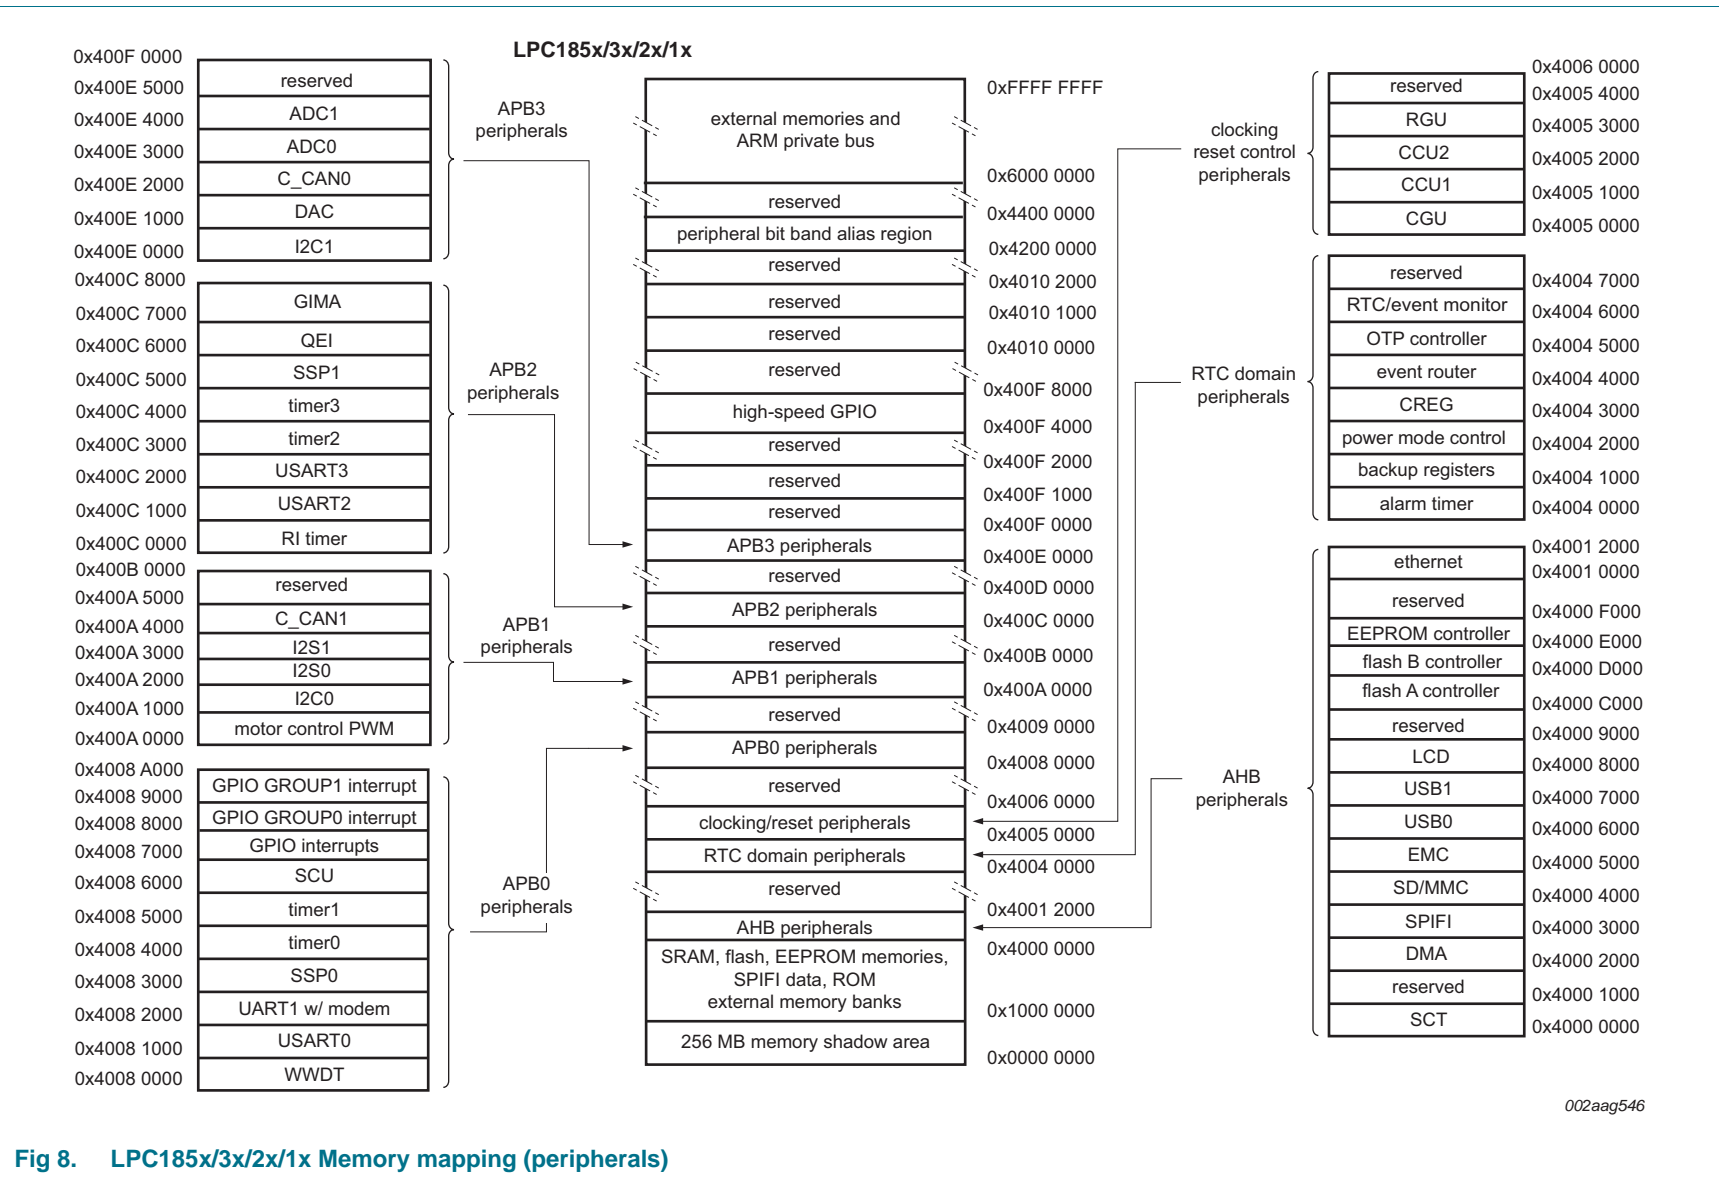 LPC185x/3x/2x/1x
0x400F 0000
reserved
0x400E 5000
ADC1
0x400E 4000
ADC0
0x400E 3000
C_CAN0
0x400E 2000
DAC
0x400E 1000
I2C1
0x400E 0000
APB3
peripherals
0x400C 8000
GIMA
0x400C 7000
QEI
0x400C 6000
SSP1
0x400C 5000
timer3
0x400C 4000
timer2
0x400C 3000
USART3
0x400C 2000
USART2
0x400C 1000
RI timer
0x400C 0000
APB2
peripherals
0x400B 0000
reserved
0x400A 5000
C_CAN1
0x400A 4000
I2S1
0x400A 3000
I2S0
0x400A 2000
I2C0
0x400A 1000
motor control PWM
0x400A 0000
APB1
peripherals
0x4008 A000
GPIO GROUP1 interrupt
0x4008 9000
GPIO GROUP0 interrupt
0x4008 8000
GPIO interrupts
0x4008 7000
SCU
0x4008 6000
timer1
0x4008 5000
timer0
0x4008 4000
SSP0
0x4008 3000
UART1 w/ modem
0x4008 2000
USART0
0x4008 1000
WWDT
0x4008 0000
APB0
peripherals
0xFFFF FFFF
external memories and
ARM private bus
0x6000 0000
reserved
0x4400 0000
peripheral bit band alias region
0x4200 0000
reserved
0x4010 2000
reserved
0x4010 1000
reserved
0x4010 0000
reserved
0x400F 8000
high-speed GPIO
0x400F 4000
reserved
0x400F 2000
reserved
0x400F 1000
reserved
0x400F 0000
APB3 peripherals
0x400E 0000
reserved
0x400D 0000
APB2 peripherals
0x400C 0000
reserved
0x400B 0000
APB1 peripherals
0x400A 0000
reserved
0x4009 0000
APB0 peripherals
0x4008 0000
reserved
0x4006 0000
clocking/reset peripherals
0x4005 0000
RTC domain peripherals
0x4004 0000
reserved
0x4001 2000
AHB peripherals
0x4000 0000
SRAM, flash, EEPROM memories,
SPIFI data, ROM
external memory banks
0x1000 0000
256 MB memory shadow area
0x0000 0000
clocking
reset control
peripherals
0x4006 0000
reserved
0x4005 4000
RGU
0x4005 3000
CCU2
0x4005 2000
CCU1
0x4005 1000
CGU
0x4005 0000
RTC domain
peripherals
reserved
0x4004 7000
RTC/event monitor
0x4004 6000
OTP controller
0x4004 5000
event router
0x4004 4000
CREG
0x4004 3000
power mode control
0x4004 2000
backup registers
0x4004 1000
alarm timer
0x4004 0000
AHB
peripherals
0x4001 2000
ethernet
0x4001 0000
reserved
0x4000 F000
EEPROM controller
0x4000 E000
flash B controller
0x4000 D000
flash A controller
0x4000 C000
reserved
0x4000 9000
LCD
0x4000 8000
USB1
0x4000 7000
USB0
0x4000 6000
EMC
0x4000 5000
SD/MMC
0x4000 4000
SPIFI
0x4000 3000
DMA
0x4000 2000
reserved
0x4000 1000
SCT
0x4000 0000
002aag546
Fig 8. LPC185x/3x/2x/1x Memory mapping (peripherals)